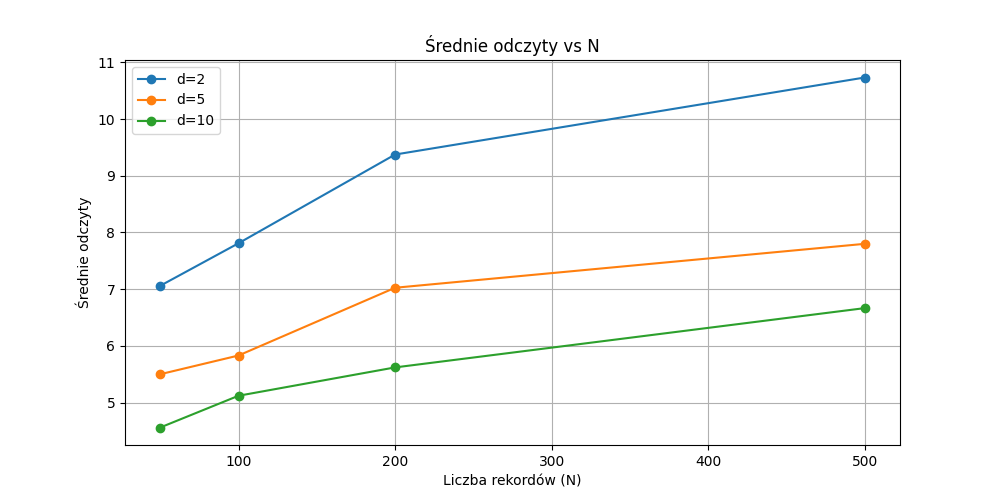 Średnie odczyty vs N
d=2
d=5
d=10
Średnie odczyty
11
10
9
8
7
6
5
100 200 300 400 500
Liczba rekordów (N)